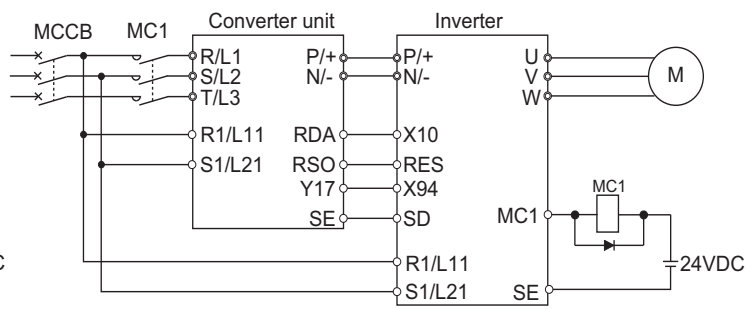 Converter unit
Inverter
MCCB
MC1
R/L1
P/+
P/+
U
S/L2
N/-
N/-
V
M
T/L3
W
R1/L11
RDA
X10
S1/L21
RSO
RES
Y17
X94
MC1
SE
SD
MC1
C
R1/L11
24VDC
S1/L21
SE